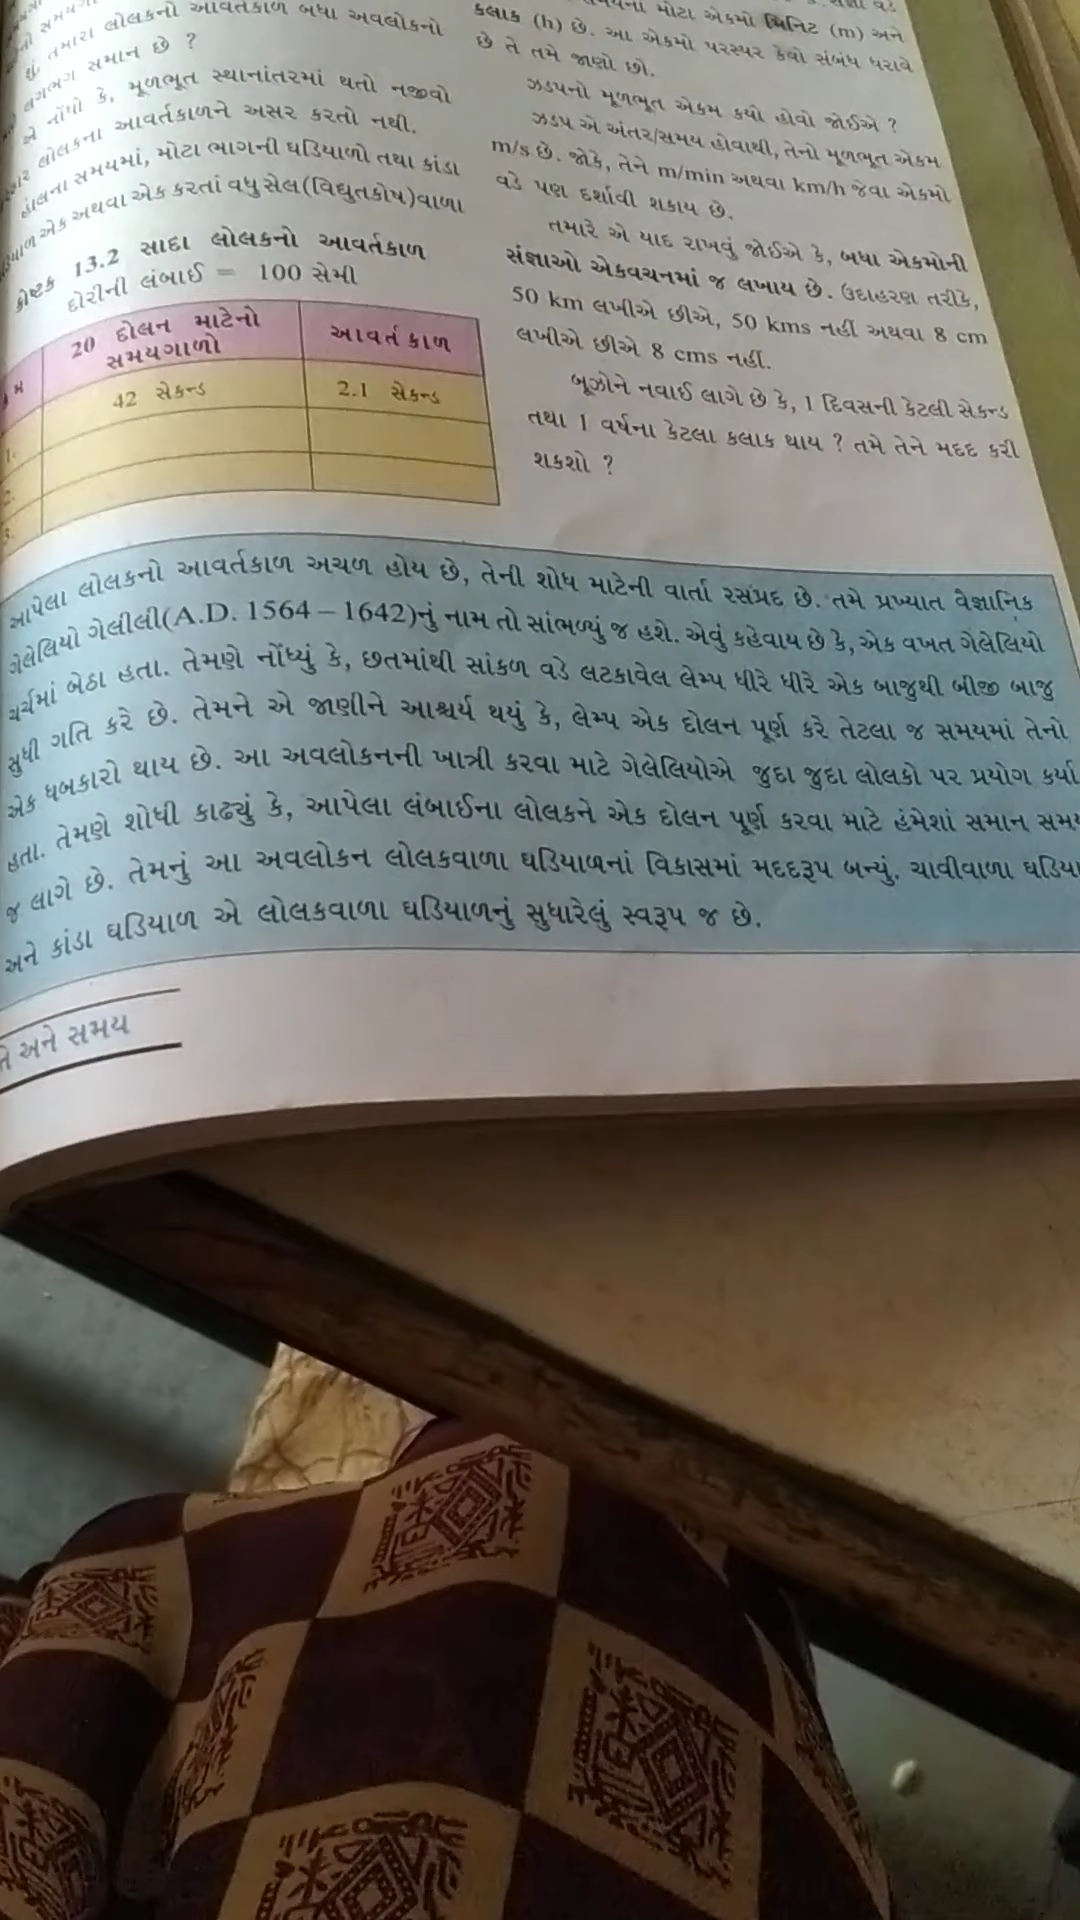 લોલકનો આવર્તકાળ બધા અવલોકનો
શું, તમારા
લગભગ સમાન છે ?
એ નોંધો કે, મૂળભૂત સ્થાનાંતરમાં થતો નજીવો
લોલકના આવર્તકાળને અસર કરતો નથી.
હાલના સમયમાં, મોટા ભાગની ઘડિયાળો તથા કાંડા
એક અથવા એક કરતાં વધુ સેલ(વિદ્યુતકોષ)વાળા
કોષ્ટક 13.2 સાદા લોલકનો આવર્તકાળ
દોરીની લંબાઈ = 100 સેમી
20 દોલન માટેનો સમયગાળો આવર્ત કાળ
42 સેકન્ડ 2.1 સેકન્ડ
1.
2.
3.
મોટા એકમો મિનિટ (m) અને
કલાક (h) છે. આ એકમો પરસ્પર કેવો સંબંધ ધરાવે
છે તે તમે જાણો છો.
ઝડપનો મૂળભૂત એકમ કયો હોવો જોઈએ ?
ઝડપ એ અંતર/સમય હોવાથી, તેનો મૂળભૂત એકમ
m/s છે. જોકે, તેને m/min અથવા km/h જેવા એકમો
વડે પણ દર્શાવી શકાય છે.
તમારે એ યાદ રાખવું જોઈએ કે, બધા એકમોની
સંજ્ઞાઓ એકવચનમાં જ લખાય છે. ઉદાહરણ તરીકે,
50 km લખીએ છીએ, 50 kms નહીં અથવા 8 cm
લખીએ છીએ 8 cms નહીં.
બૂઝોને નવાઈ લાગે છે કે, 1 દિવસની કેટલી સેકન્ડ
તથા 1 વર્ષના કેટલા કલાક થાય ? તમે તેને મદદ કરી
શકશો ?
આપેલા લોલકનો આવર્તકાળ અચળ હોય છે, તેની શોધ માટેની વાર્તા રસપ્રદ છે. તમે પ્રખ્યાત વૈજ્ઞાનિક
ગેલેલિયો ગેલીલી(A.D. 1564 – 1642)નું નામ તો સાંભળ્યું જ હશે. એવું કહેવાય છે કે, એક વખત ગેલેલિયો
ચર્ચમાં બેઠા હતા. તેમણે નોંધ્યું કે, છતમાંથી સાંકળ વડે લટકાવેલ લેમ્પ ધીરે ધીરે એક બાજુથી બીજી બાજુ
સુધી ગતિ કરે છે. તેમને એ જાણીને આશ્ચર્ય થયું કે, લેમ્પ એક દોલન પૂર્ણ કરે તેટલા જ સમયમાં તેનો
એક ધબકારો થાય છે. આ અવલોકનની ખાત્રી કરવા માટે ગેલેલિયોએ જુદા જુદા લોલકો પર પ્રયોગ કર્યા
હતા. તેમણે શોધી કાઢ્યું કે, આપેલા લંબાઈના લોલકને એક દોલન પૂર્ણ કરવા માટે હંમેશાં સમાન
જ લાગે છે. તેમનું આ અવલોકન લોલકવાળા ઘડિયાળનાં વિકાસમાં મદદરૂપ બન્યું. ચાવીવાળા
અને કાંડા ઘડિયાળ એ લોલકવાળા ઘડિયાળનું સુધારેલું સ્વરૂપ જ છે.
અને સમય